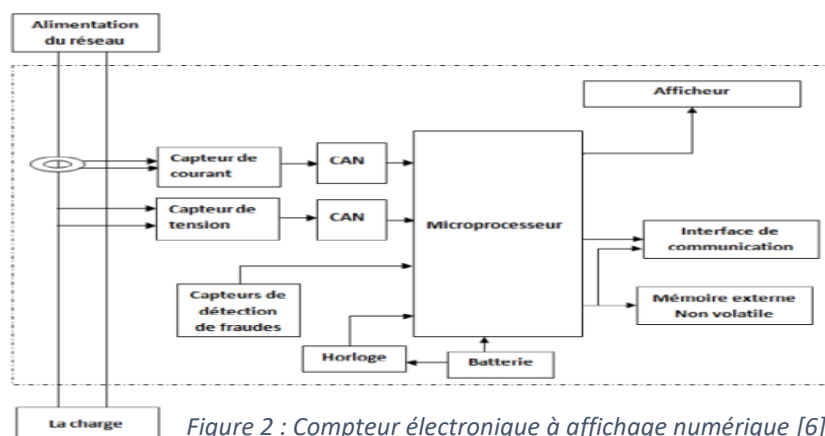 Alimentation
du réseau
Afficheur
Capteur de
courant
CAN
Capteur de
tension
CAN
Microprocesseur
Interface de
communication
Capteurs de
détection
de fraudes
Mémoire externe
Non volatile
Horloge
Batterie
La charge
Figure 2 : Compteur électronique à affichage numérique [6]